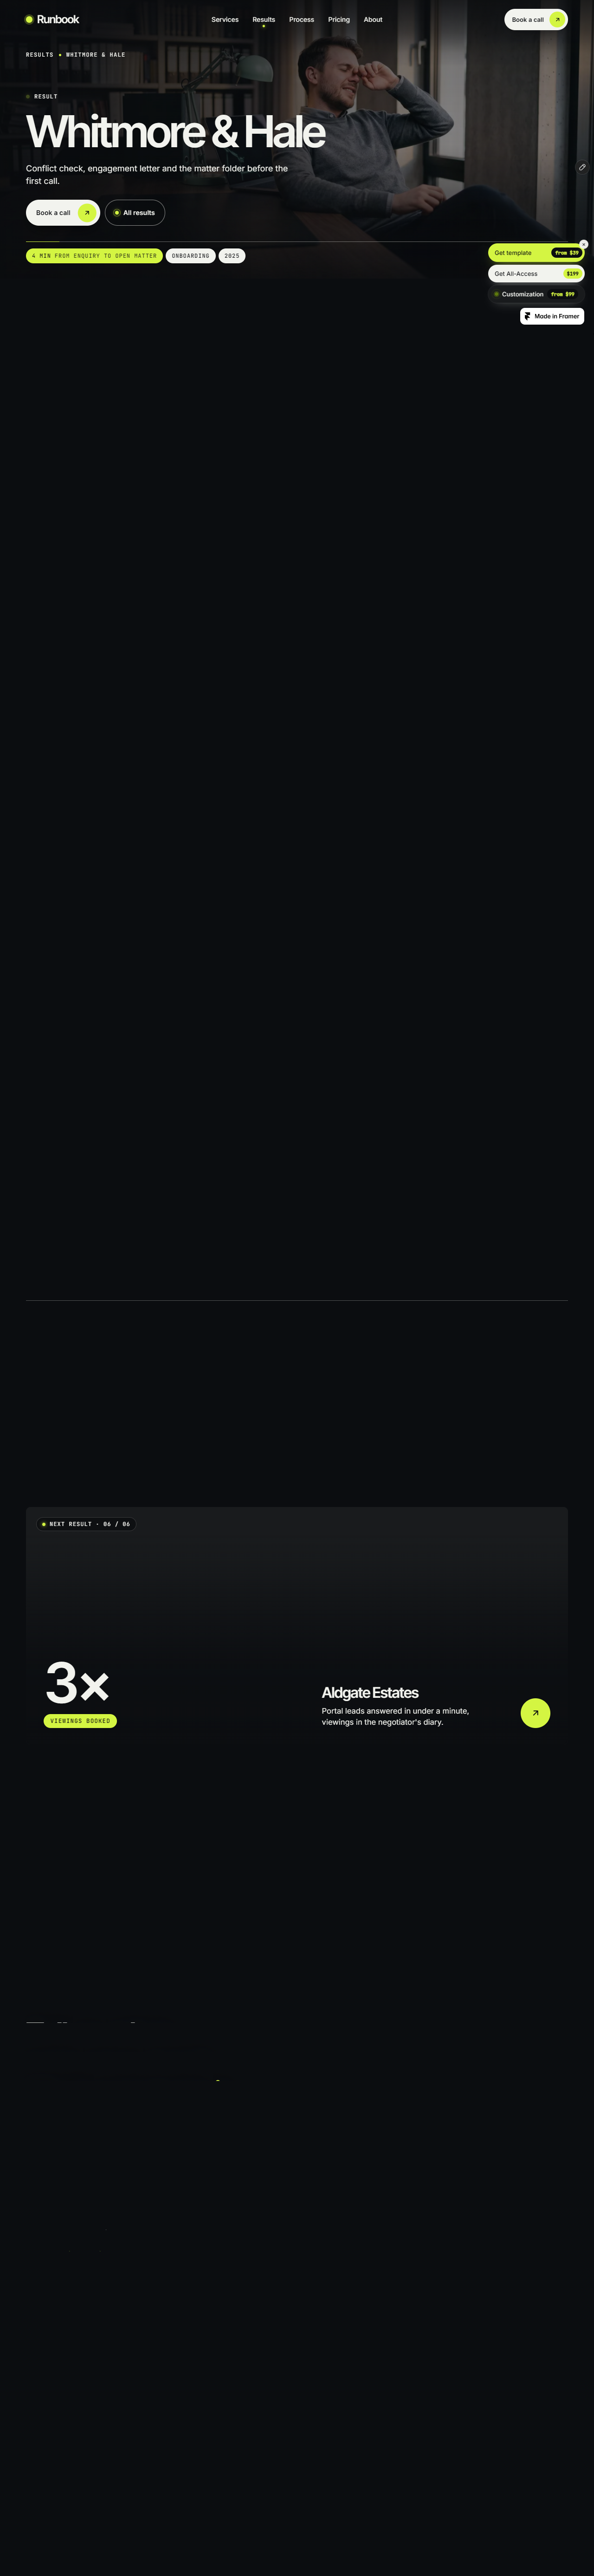 Runbook
Services
Results
Process
Pricing
About
Book a call
RESULTS • WHITMORE & HALE
RESULT
Whitmore & Hale
Conflict check, engagement letter and the matter folder before the
first call.
Book a call
All results
4 MIN FROM ENQUIRY TO OPEN MATTER
ONBOARDING
2025
Get template from $39
Get All-Access $199
Customization from $99
Made in Framer
NEXT RESULT - 06 / 06
3×
VIEWINGS BOOKED
Aldgate Estates
Portal leads answered in under a minute,
viewings in the negotiator's diary.